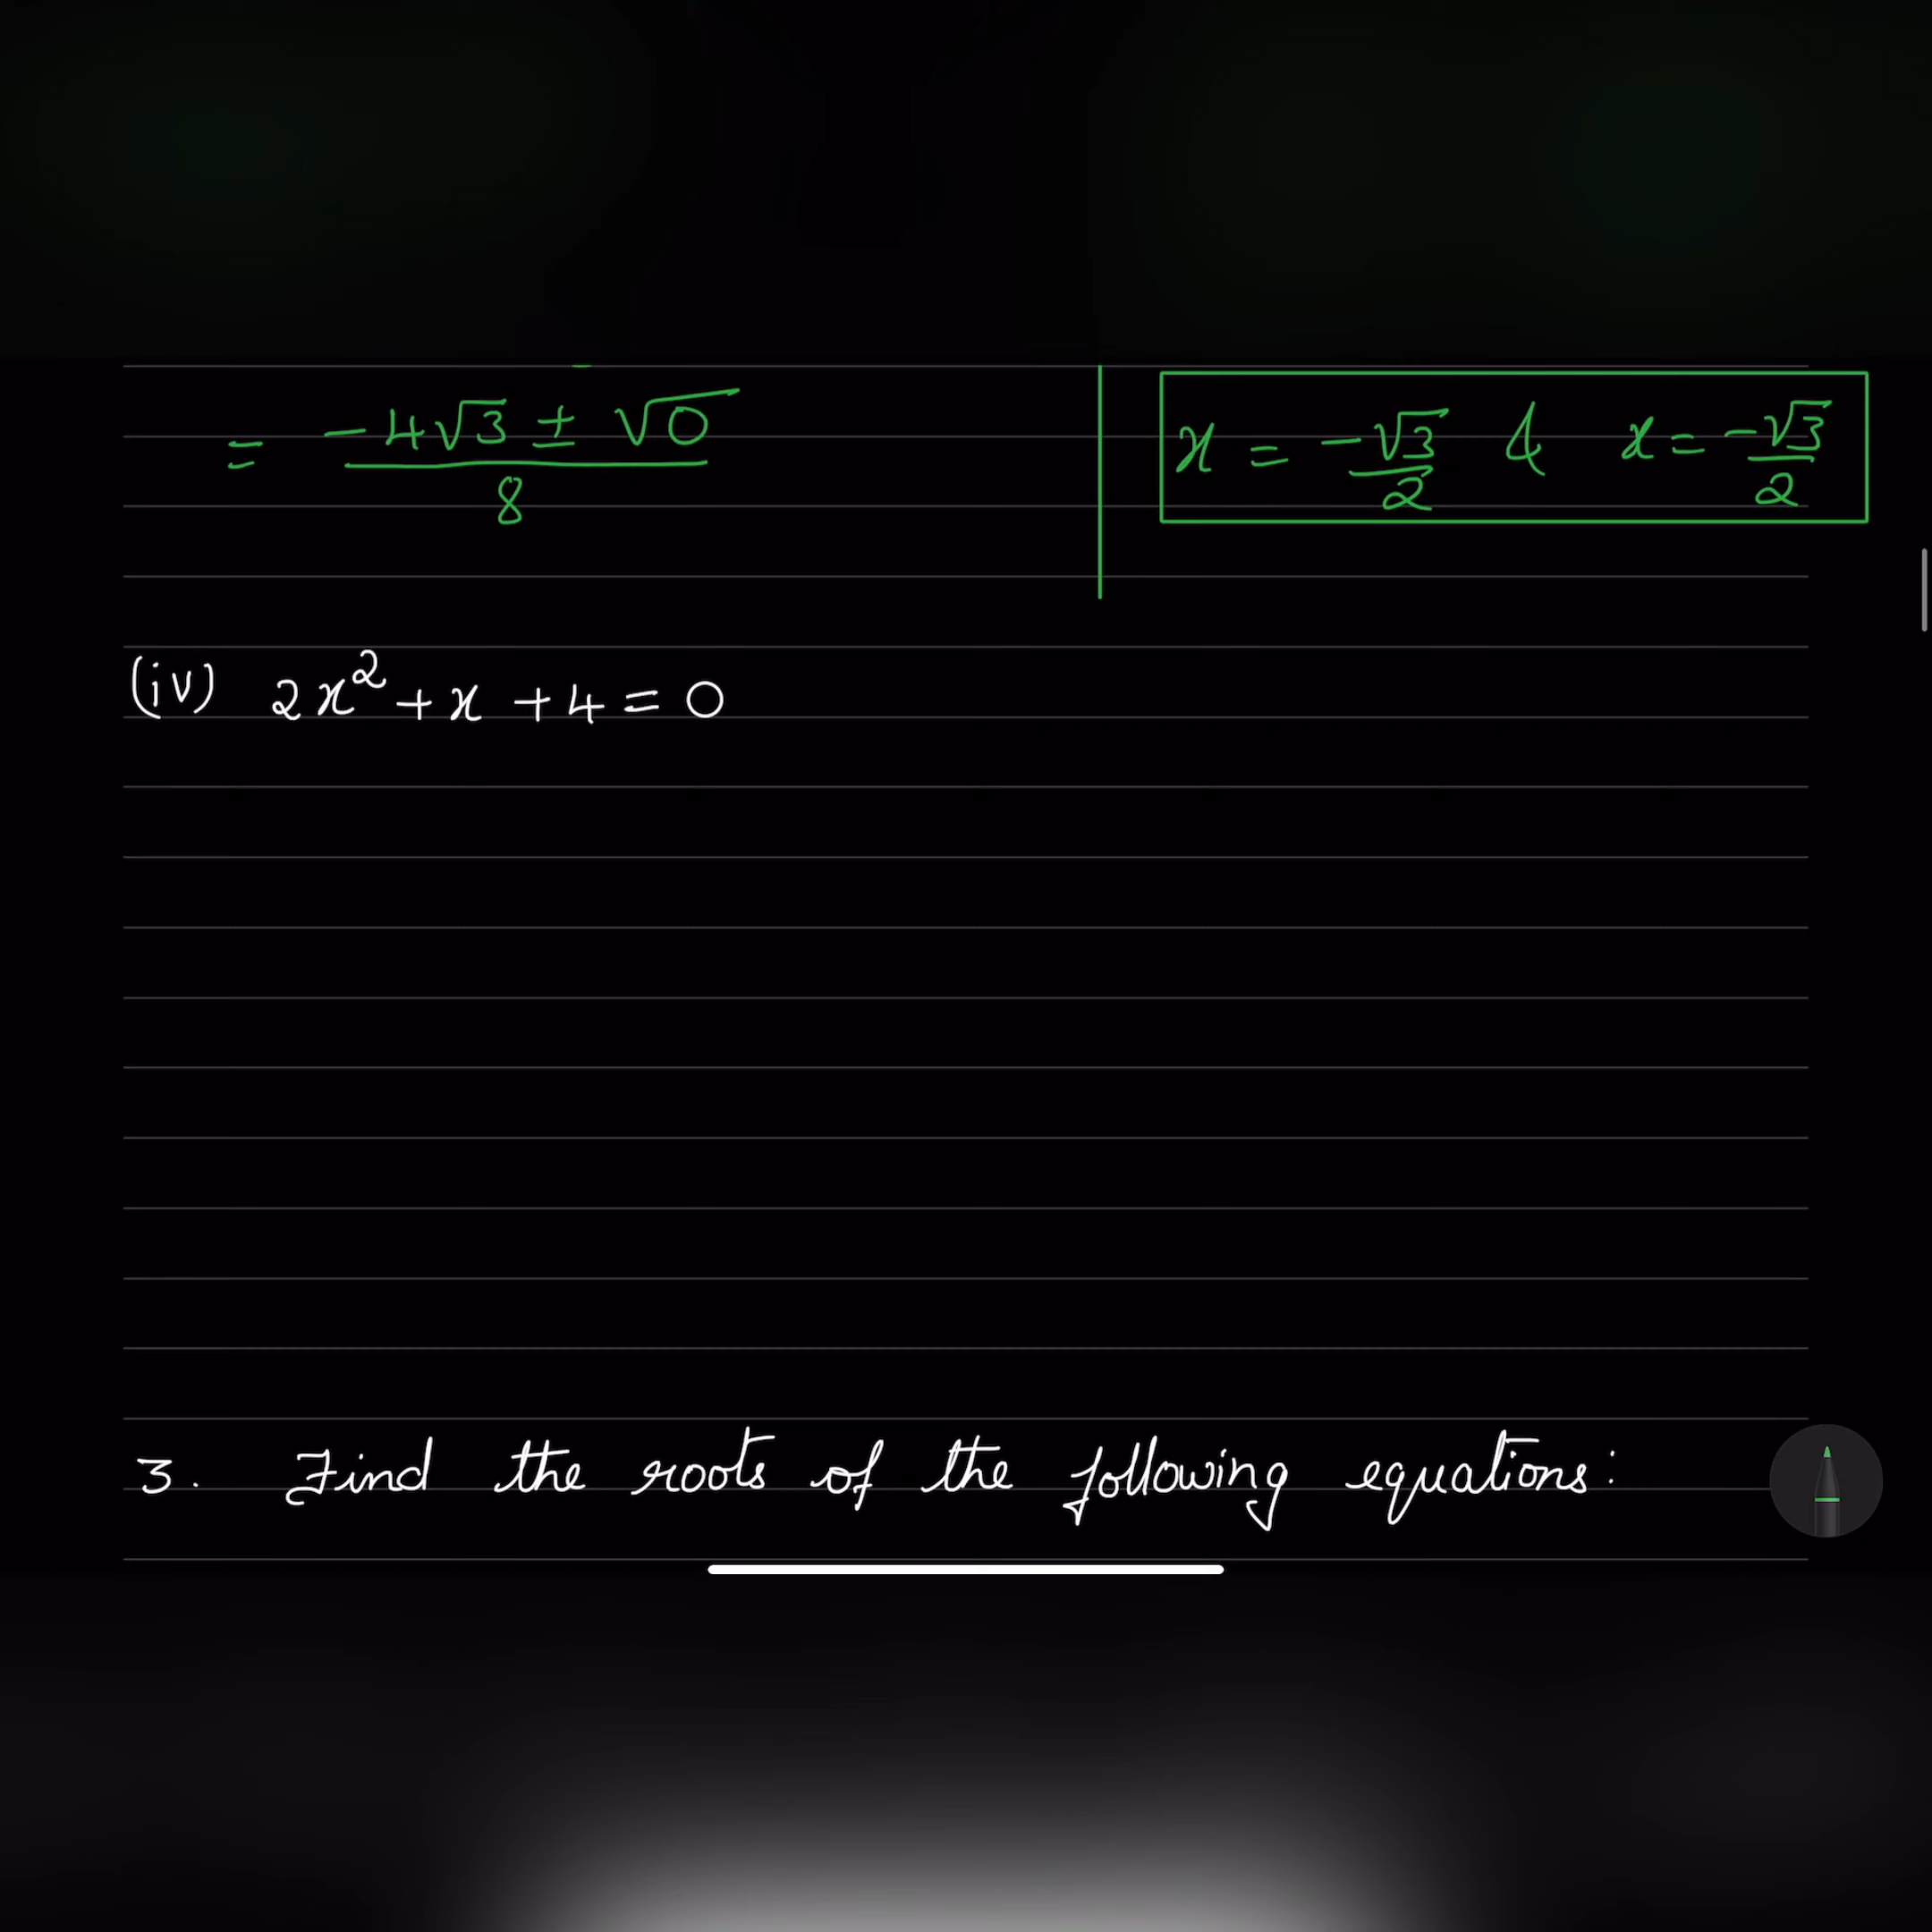 = -4√3 ± √0 / 8
x = -√3/2 & x = -√3/2
(iv) 2x² + x + 4 = 0
3. Find the roots of the following equations: